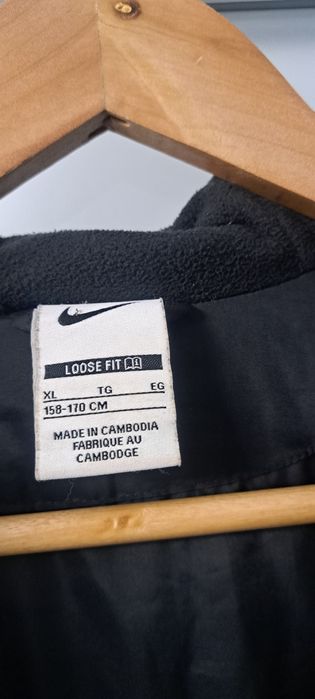 LOOSE FIT
XL TG EG
158-170 CM
MADE IN CAMBODIA
FABRIQUE AU
CAMBODGE